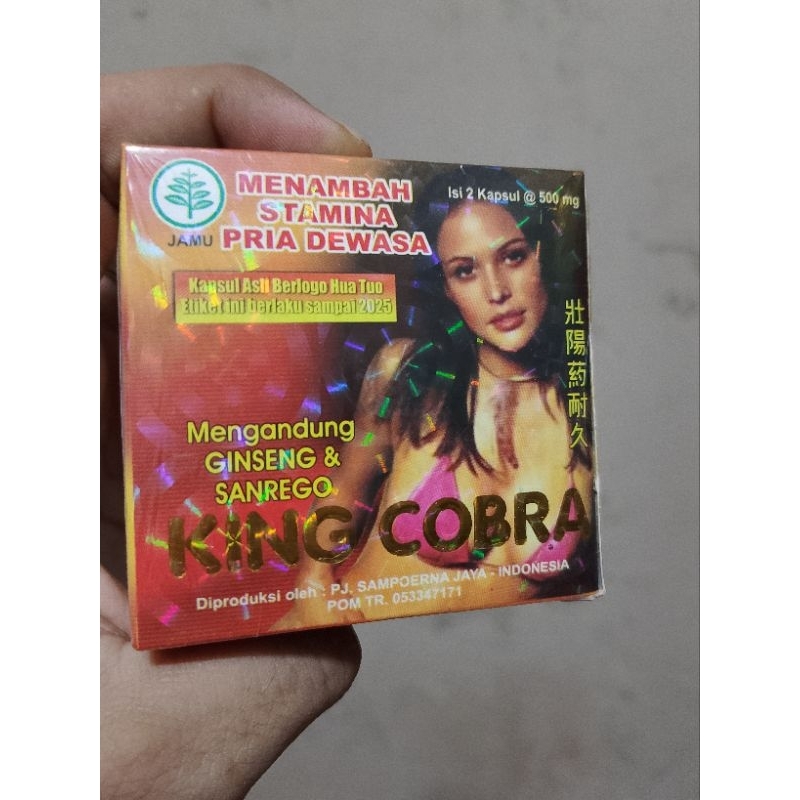 JAMU
MENAMBAH
STAMINA
PRIA DEWASA
Isi 2 Kapsul @ 500 mg
Kapsul Asli Berlogo Hua Tuo
Etiket ini berlaku sampai 2025
壯陽药耐久
Mengandung
GINSENG &
SANREGO
KING COBRA
Diproduksi oleh : PJ. SAMPOERNA JAYA - INDONESIA
POM TR. 053347171